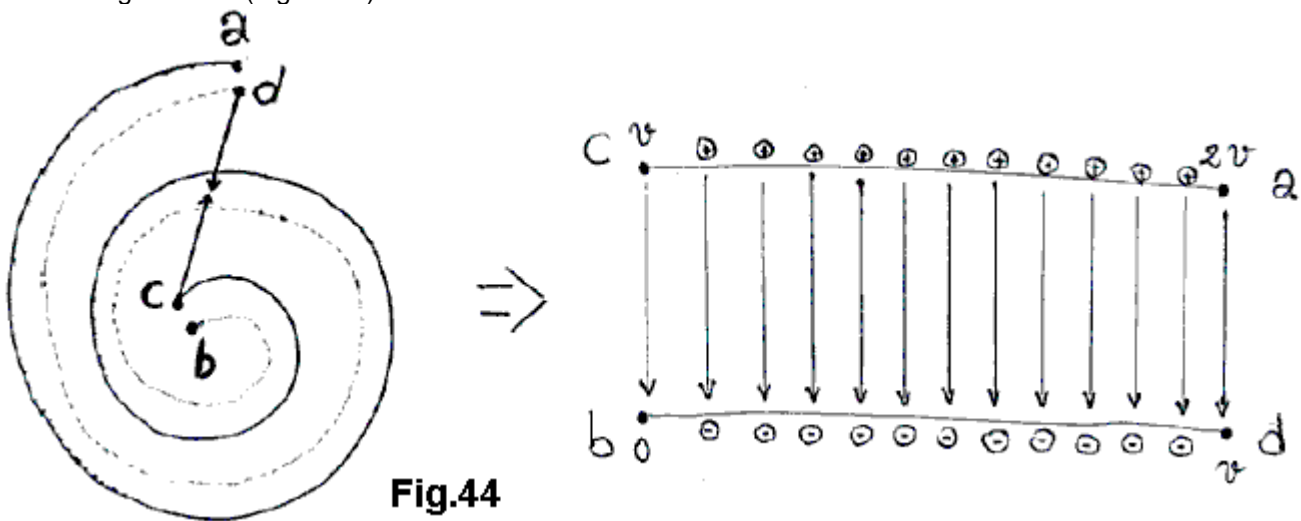 a
d
c
b
Fig.44
c v ⊕ ⊕ ⊕ ⊕ ⊕ ⊕ ⊕ ⊕ ⊕ ⊕ ⊕ 2v a
b 0 ⊖ ⊖ ⊖ ⊖ ⊖ ⊖ ⊖ ⊖ ⊖ ⊖ ⊖ v d